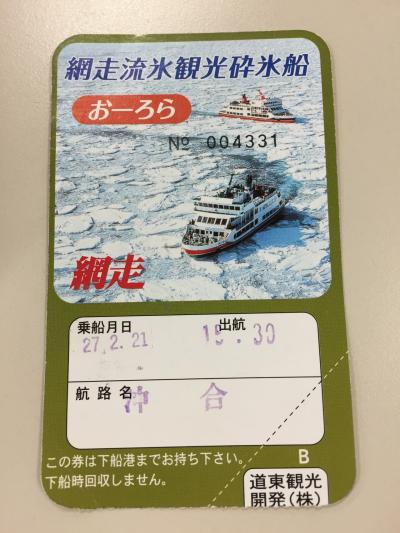 網走流氷観光砕氷船
おーろら
No 004331
網走
乗船月日
出航
27.2.21
航路名
沖合
この券は下船港までお持ち下さい。
下船時回収しません。
B
道東観光
開発(株)